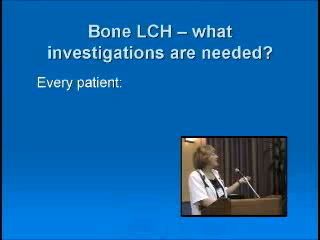 Bone LCH – what
investigations are needed?
Every patient: